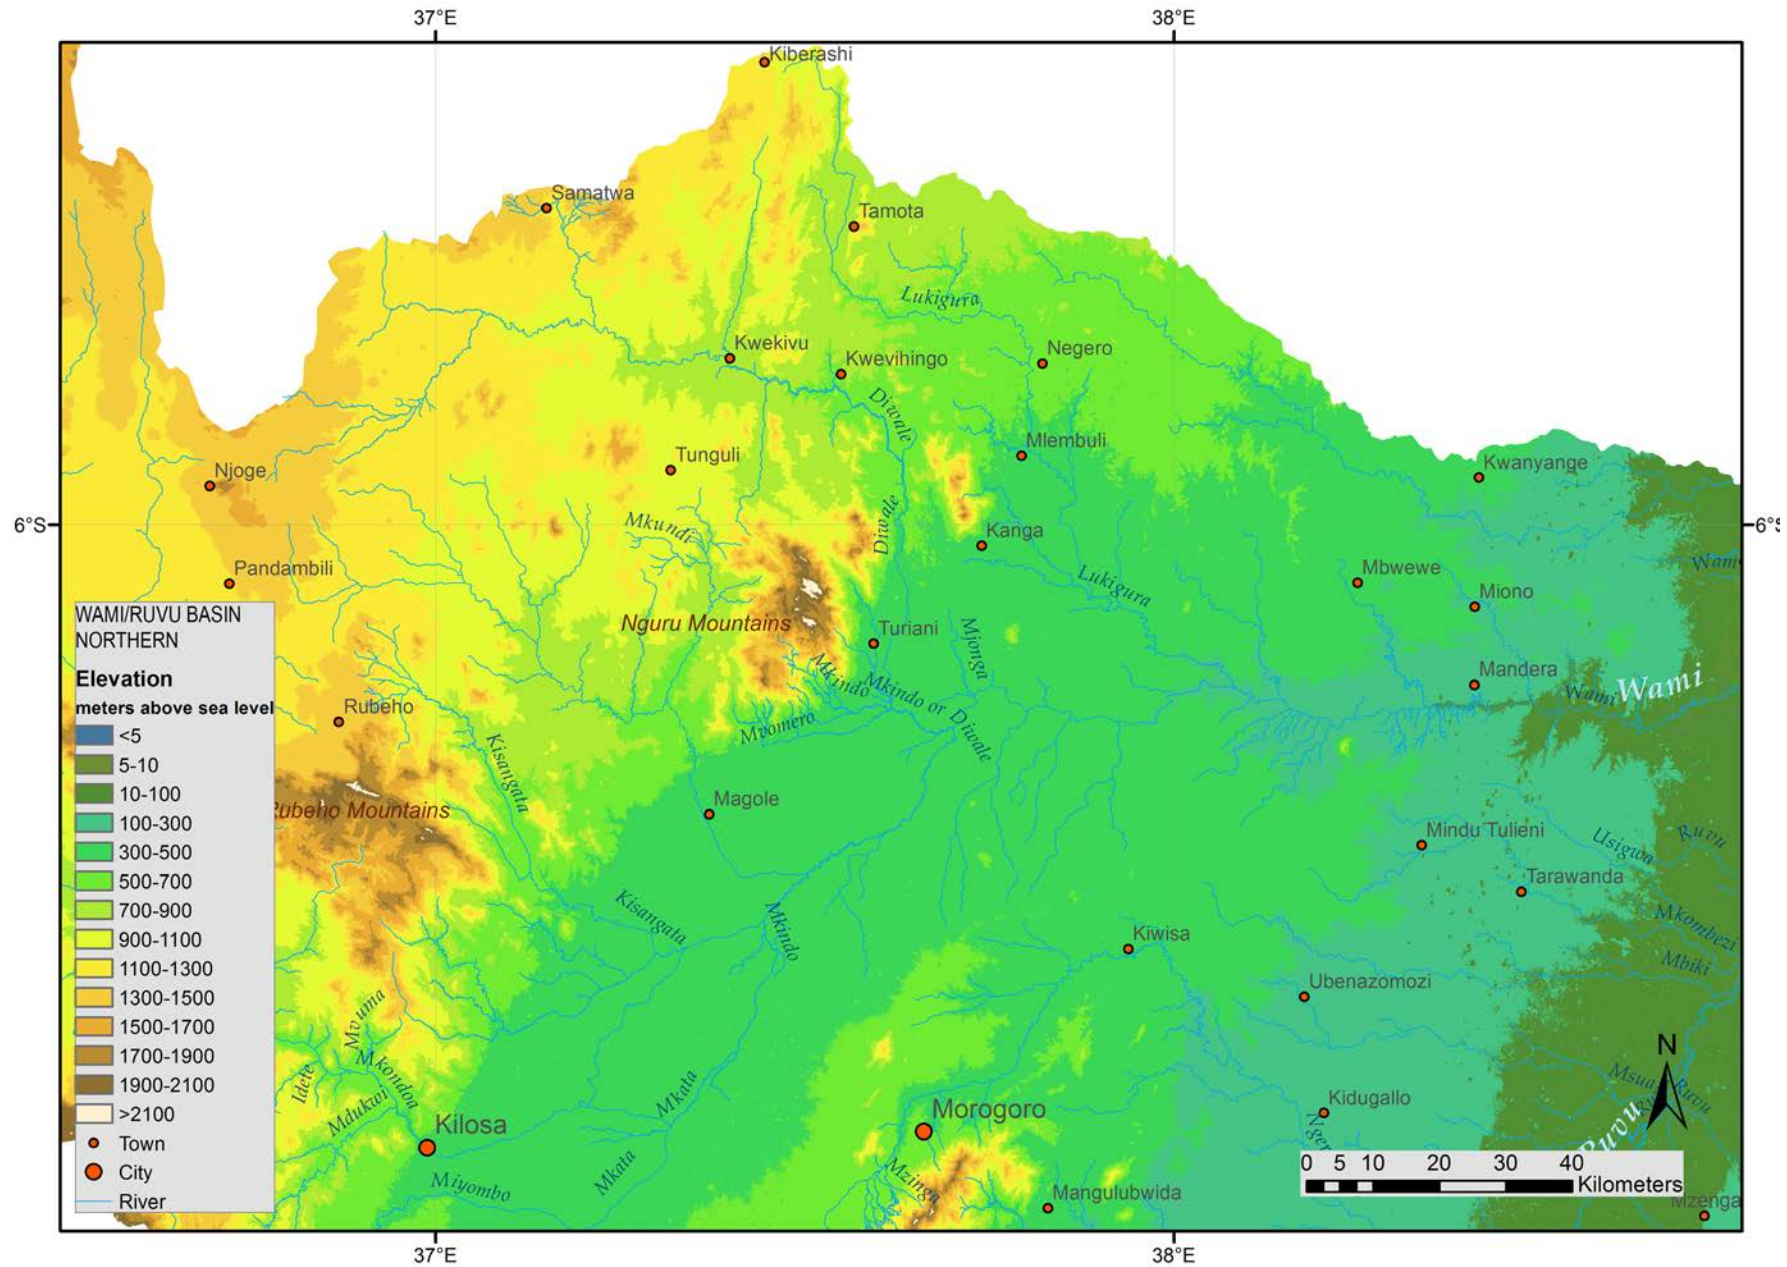 37°E
38°E
Kiberashi
Samatwa
Tamota
Lukigura
Kwekivu
Kwevihingo
Negero
Diwale
Mlembuli
Tunguli
Kwanyange
Njoge
6°S
Mkundi
Diwale
Kanga
Wami
Pandambili
Lukigura
Mbwewe
Miono
Nguru Mountains
Turiani
Mjonga
Mkindo
Mkindo or Diwale
Mandera
Wami
Wami
Rubeho
Mvomero
Kisangata
Rubeho Mountains
Magole
Mindu Tulieni
Usigwa
Ruvu
Tarawanda
Kisangata
Mkindo
Kiwisa
Mkombezi
Mbiki
Ubenazomozi
Mvuma
Mkondoa
Idete
Mdukwi
Mkata
Kilosa
Morogoro
Kidugallo
Msua
Ruvu
Ruvu
Miyombo
Mkata
Mzinga
Mangulubwida
Mzenga
WAMI/RUVU BASIN
NORTHERN
Elevation
meters above sea level
<5
5-10
10-100
100-300
300-500
500-700
700-900
900-1100
1100-1300
1300-1500
1500-1700
1700-1900
1900-2100
>2100
Town
City
River
N
0 5 10 20 30 40
Kilometers
37°E
38°E